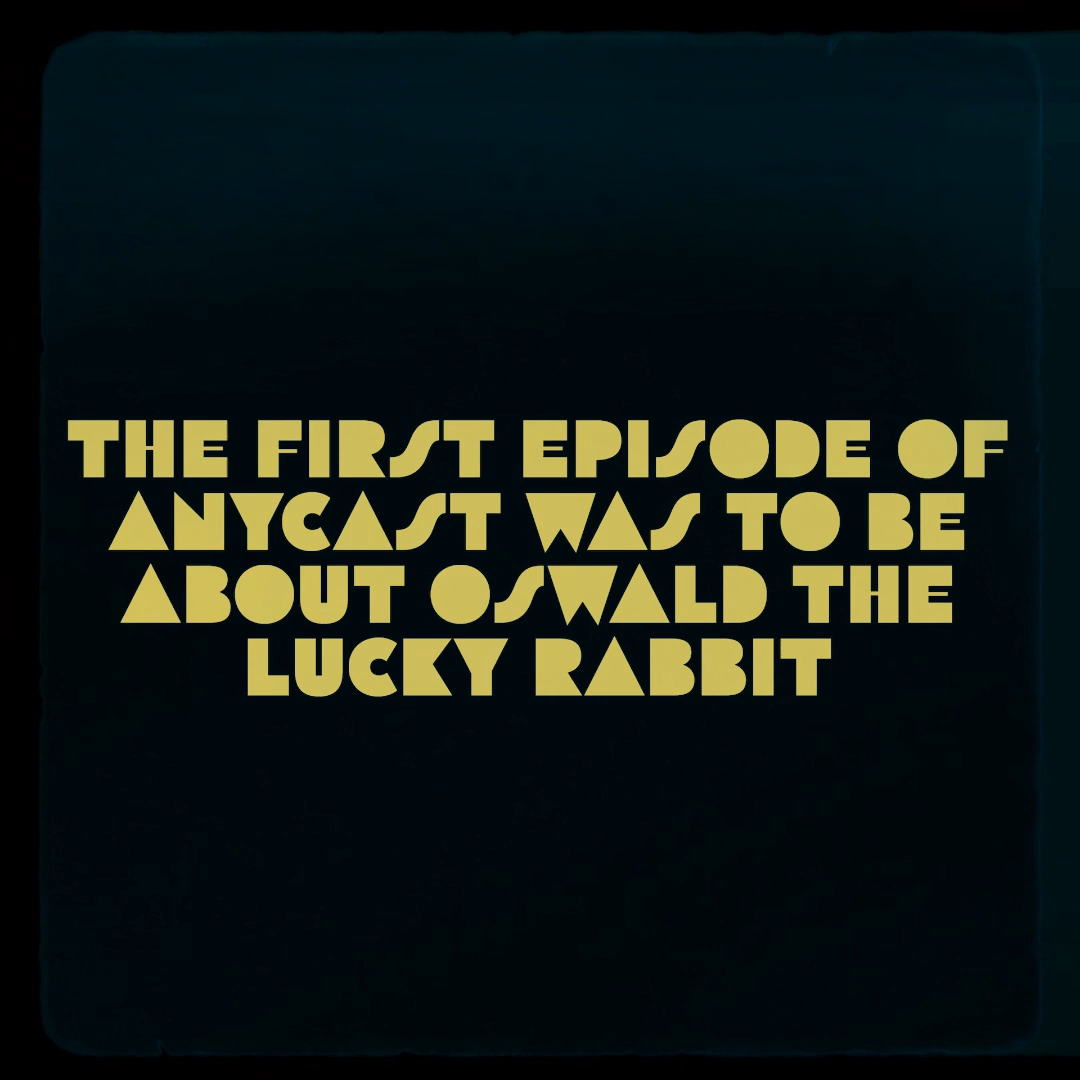 THE FIRST EPISODE OF
ANYCAST WAS TO BE
ABOUT OSWALD THE
LUCKY RABBIT